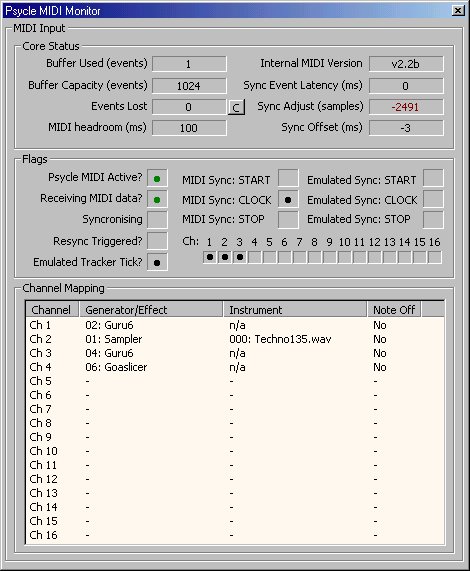 Psycle MIDI Monitor
MIDI Input
Core Status
Buffer Used (events) 1 Internal MIDI Version v2.2b
Buffer Capacity (events) 1024 Sync Event Latency (ms) 0
Events Lost 0 C Sync Adjust (samples) -2491
MIDI headroom (ms) 100 Sync Offset (ms) -3
Flags
Psycle MIDI Active? MIDI Sync: START Emulated Sync: START
Receiving MIDI data? MIDI Sync: CLOCK Emulated Sync: CLOCK
Syncronising MIDI Sync: STOP Emulated Sync: STOP
Resync Triggered? Ch: 1 2 3 4 5 6 7 8 9 10 11 12 13 14 15 16
Emulated Tracker Tick?
Channel Mapping
Channel Generator/Effect Instrument Note Off
Ch 1 02: Guru6 n/a No
Ch 2 01: Sampler 000: Techno135.wav No
Ch 3 04: Guru6 n/a No
Ch 4 06: Goaslicer n/a No
Ch 5 - - -
Ch 6 - - -
Ch 7 - - -
Ch 8 - - -
Ch 9 - - -
Ch 10 - - -
Ch 11 - - -
Ch 12 - - -
Ch 13 - - -
Ch 14 - - -
Ch 15 - - -
Ch 16 - - -